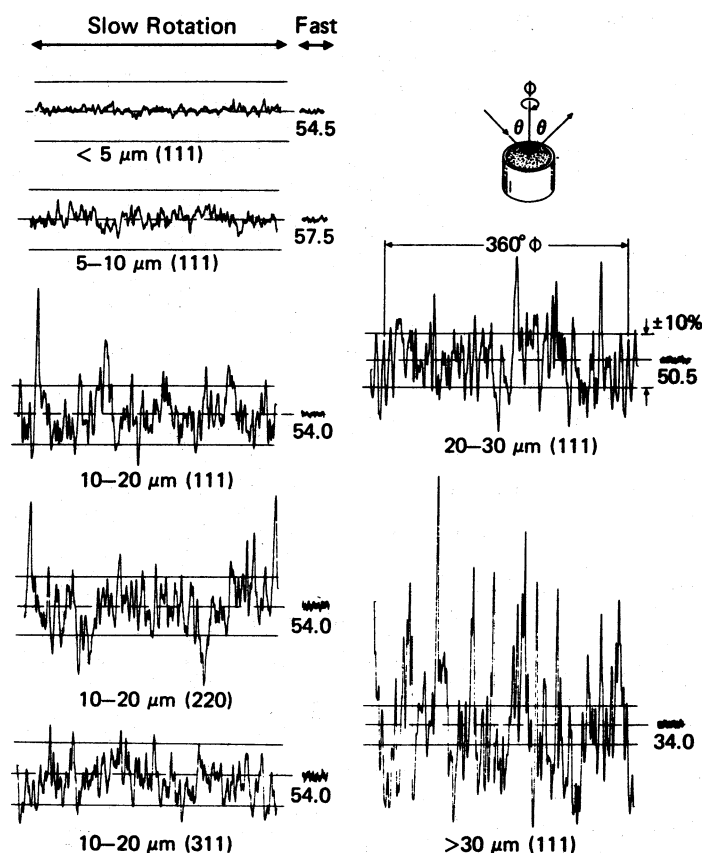 Slow Rotation Fast
54.5
< 5 μm (111)
57.5
5–10 μm (111)
54.0
10–20 μm (111)
54.0
10–20 μm (220)
54.0
10–20 μm (311)
Φ
θ θ
360° Φ
±10%
50.5
20–30 μm (111)
34.0
>30 μm (111)